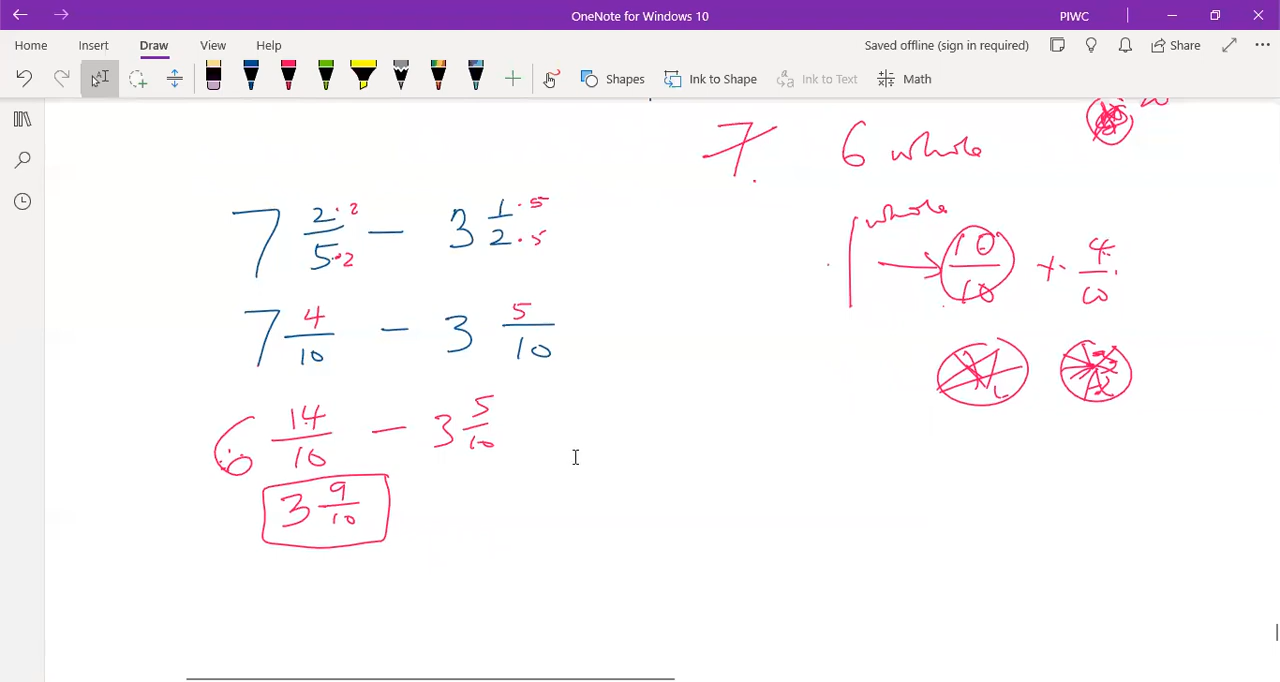 OneNote for Windows 10
PIWC
Home Insert Draw View Help
Saved offline (sign in required)
Share
Shapes
Ink to Shape
Ink to Text
Math
7 6 whole
7 2·2/5·2 − 3 1·5/2·5
1 whole → 10/10 + 4/10
7 4/10 − 3 5/10
6 14/10 − 3 5/10
3 9/10